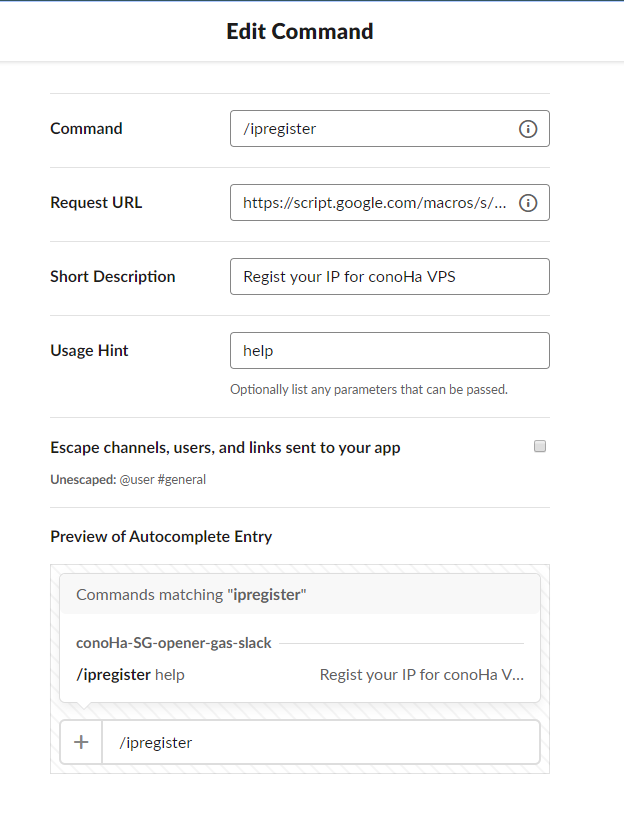 Edit Command
Command
/ipregister
Request URL
https://script.google.com/macros/s/...
Short Description
Regist your IP for conoHa VPS
Usage Hint
help
Optionally list any parameters that can be passed.
Escape channels, users, and links sent to your app
Unescaped: @user #general
Preview of Autocomplete Entry
Commands matching "ipregister"
conoHa-SG-opener-gas-slack
/ipregister help Regist your IP for conoHa V...
+ /ipregister